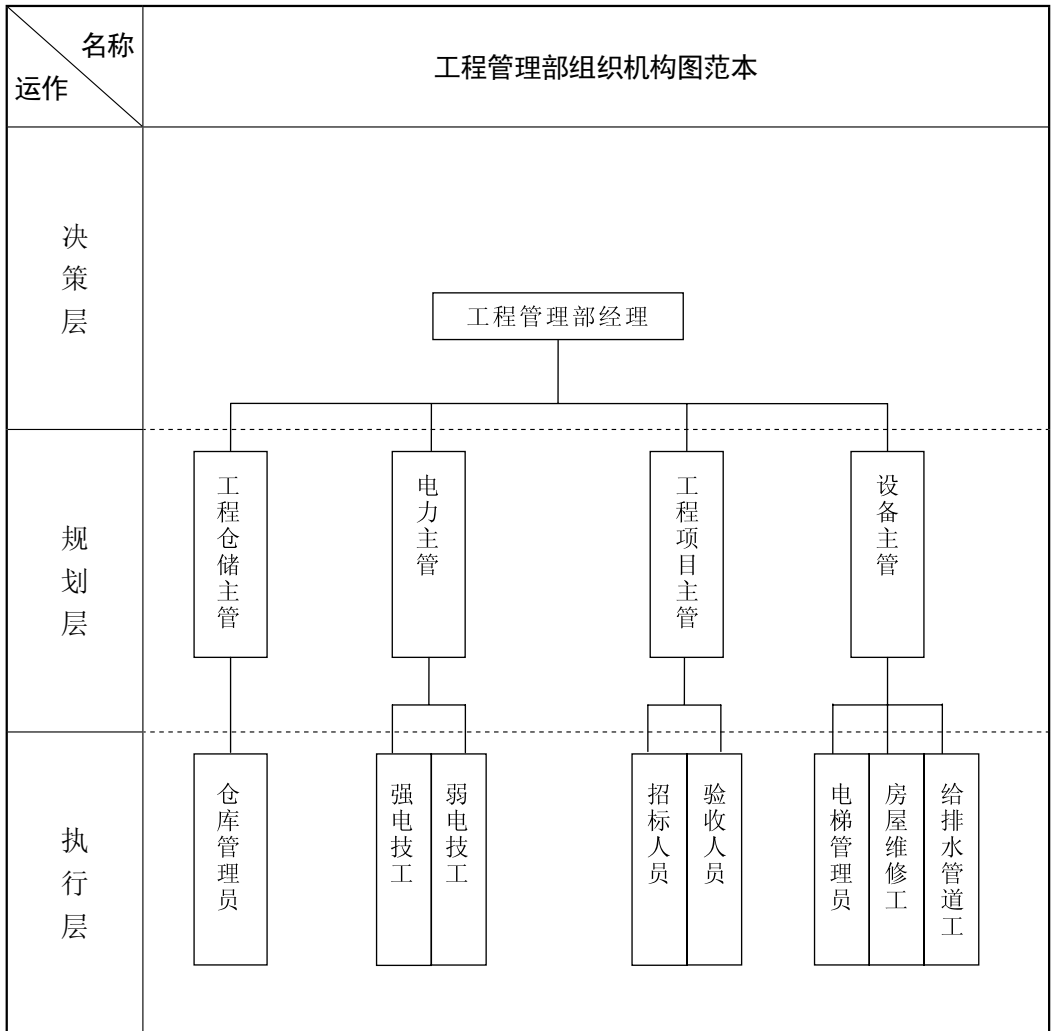 名称
运作
工程管理部组织机构图范本
决策层
工程管理部经理
规划层
工程仓储主管
电力主管
工程项目主管
设备主管
执行层
仓库管理员
强电技工
弱电技工
招标人员
验收人员
电梯管理员
房屋维修工
给排水管道工